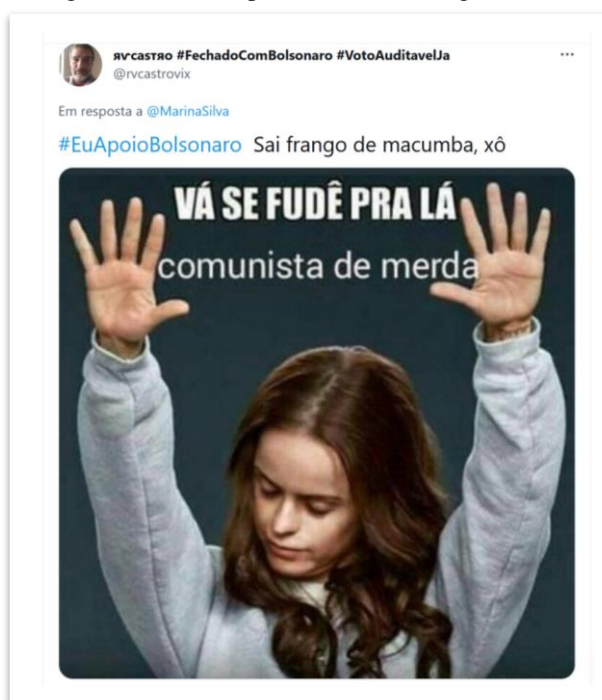 яѵcastяo #FechadoComBolsonaro #VotoAuditavelJa
@rvcastrovix
Em resposta a @MarinaSilva
#EuApoioBolsonaro Sai frango de macumba, xô
VÁ SE FUDÊ PRA LÁ
comunista de merda